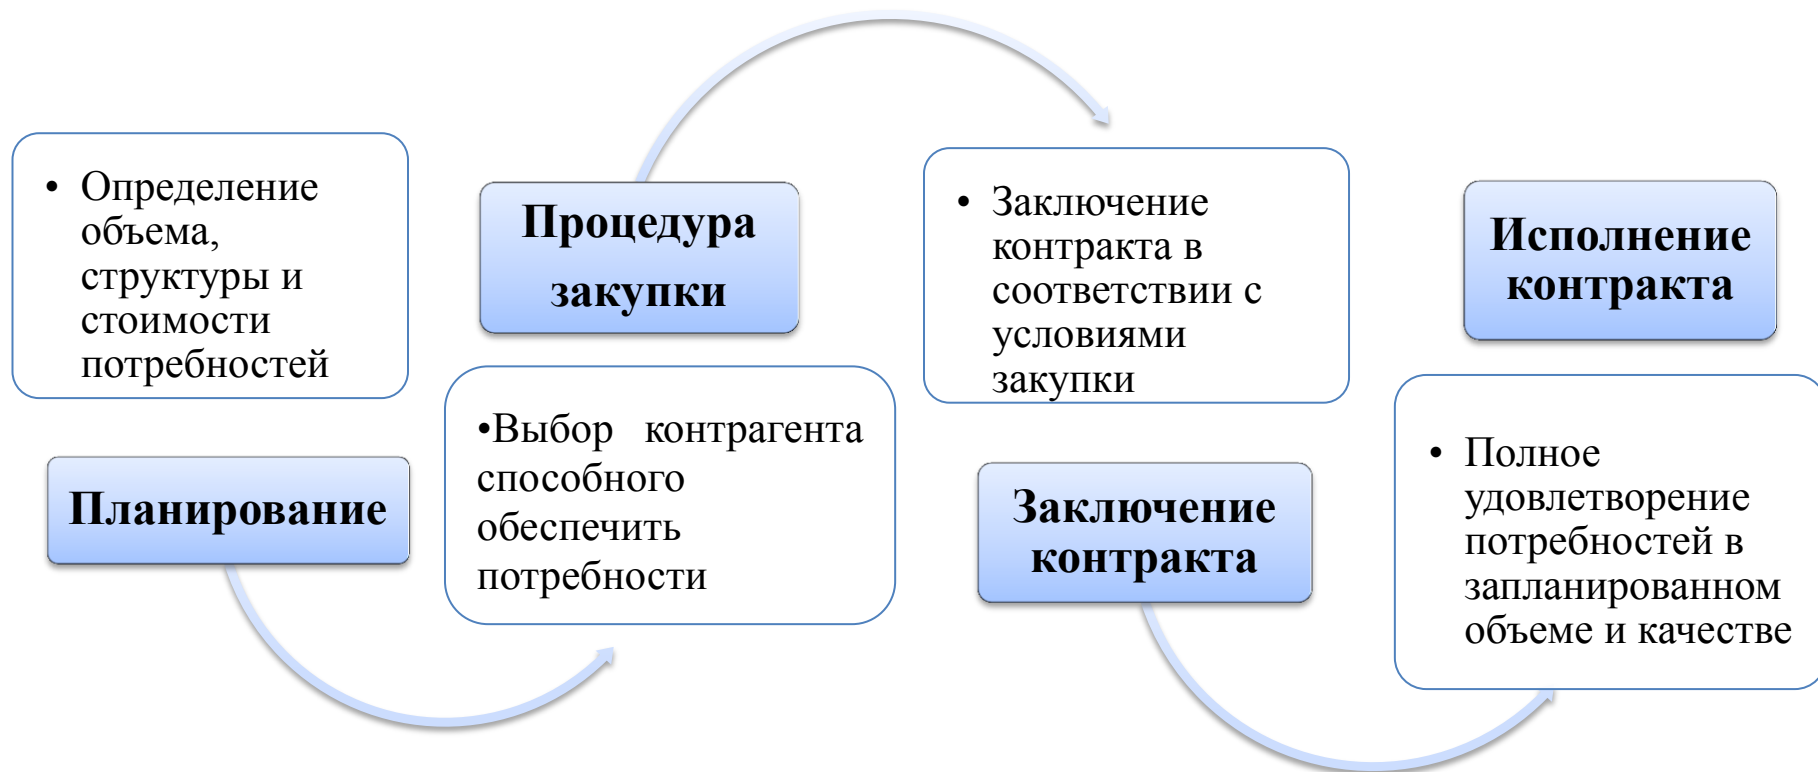 • Определение
объема,
структуры и
стоимости
потребностей
Планирование
Процедура
закупки
•Выбор контрагента
способного
обеспечить
потребности
• Заключение
контракта в
соответствии с
условиями
закупки
Заключение
контракта
Исполнение
контракта
• Полное
удовлетворение
потребностей в
запланированном
объеме и качестве